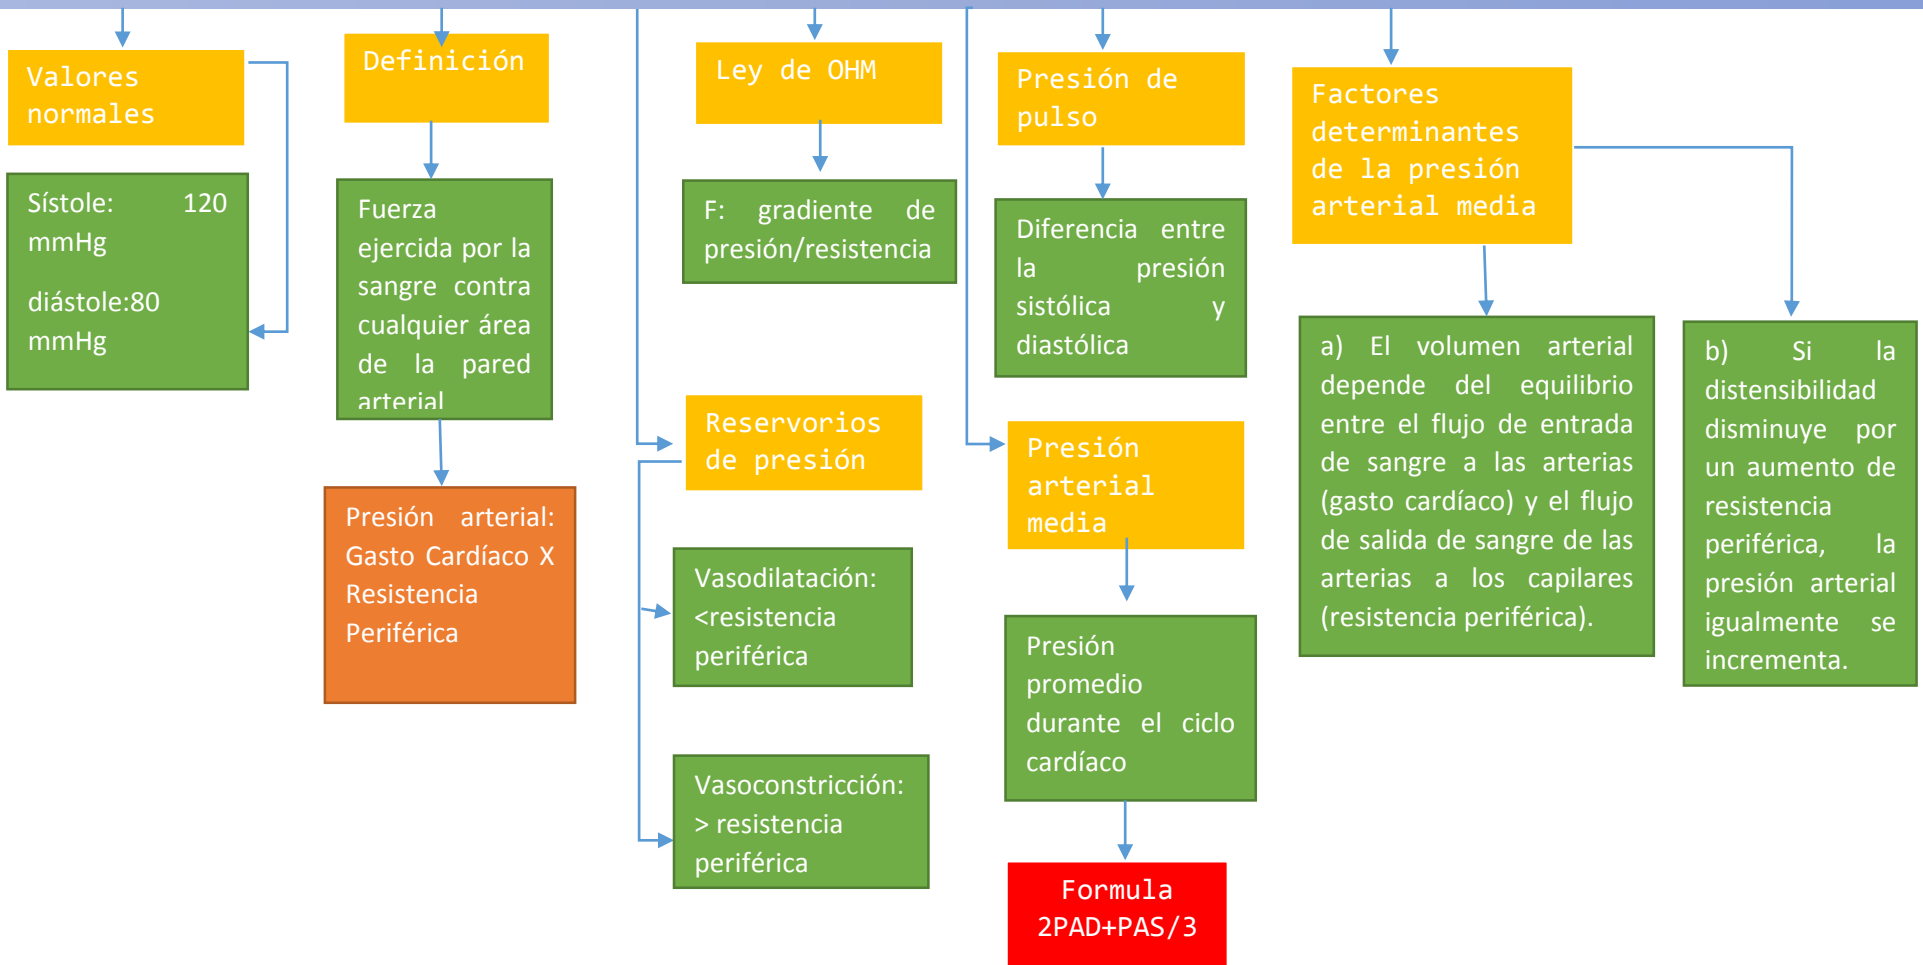 Valores
normales
Sístole: 120
mmHg
diástole:80
mmHg
Definición
Fuerza
ejercida por la
sangre contra
cualquier área
de la pared
arterial
Presión arterial:
Gasto Cardíaco X
Resistencia
Periférica
Ley de OHM
F: gradiente de
presión/resistencia
Reservorios
de presión
Vasodilatación:
<resistencia
periférica
Vasoconstricción:
> resistencia
periférica
Presión de
pulso
Diferencia entre
la presión
sistólica y
diastólica
Presión
arterial
media
Presión
promedio
durante el ciclo
cardíaco
Formula
2PAD+PAS/3
Factores
determinantes
de la presión
arterial media
a) El volumen arterial
depende del equilibrio
entre el flujo de entrada
de sangre a las arterias
(gasto cardíaco) y el flujo
de salida de sangre de las
arterias a los capilares
(resistencia periférica).
b) Si la
distensibilidad
disminuye por
un aumento de
resistencia
periférica, la
presión arterial
igualmente se
incrementa.